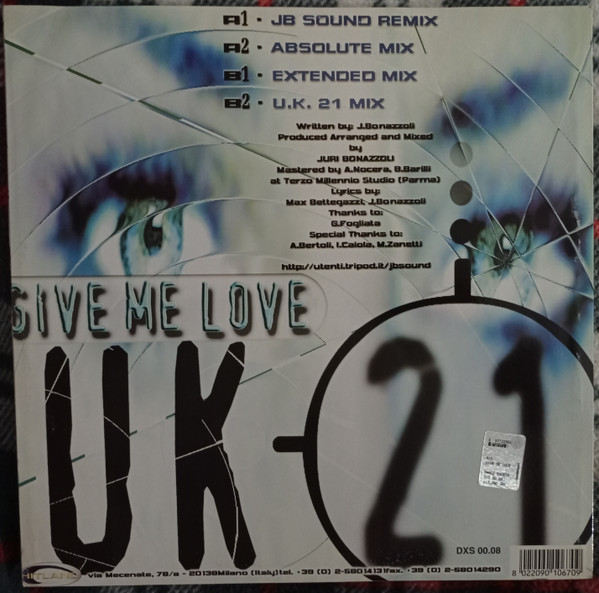 A1 • JB SOUND REMIX
A2 • ABSOLUTE MIX
B1 • EXTENDED MIX
B2 • U.K. 21 MIX
Written by: J.Bonazzoli
Produced Arranged and Mixed
by
JURI BONAZZOLI
Mastered by A.Nocera, B.Barilli
at Terzo Millennio Studio (Parma)
Lyrics by:
Max Bettegazzi, J.Bonazzoli
Thanks to:
G.Fogliata
Special Thanks to:
A.Bertoli, I.Caiola, M.Zanetti
http://utenti.tripod.it/jbsound
GIVE ME LOVE
UK 21
DXS 00.08
HITLAND
via Mecenate, 78/a - 20138Milano (Italy)tel. +39 (0) 2-58014131fax. +39 (0) 2-58014290
8 022090 106709